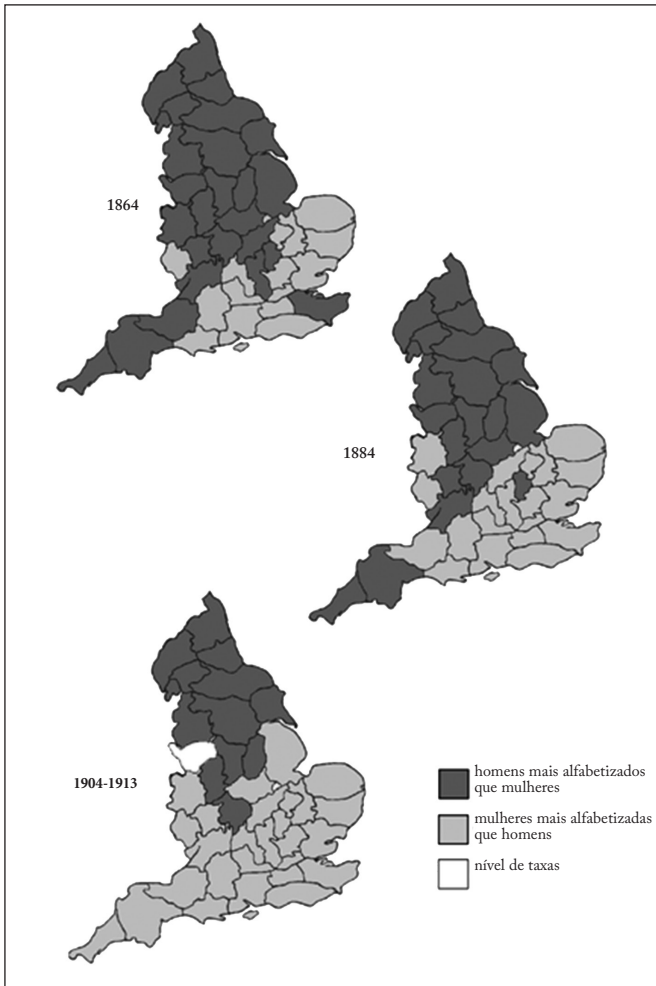 1864
1884
1904-1913
homens mais alfabetizados
que mulheres
mulheres mais alfabetizadas
que homens
nível de taxas